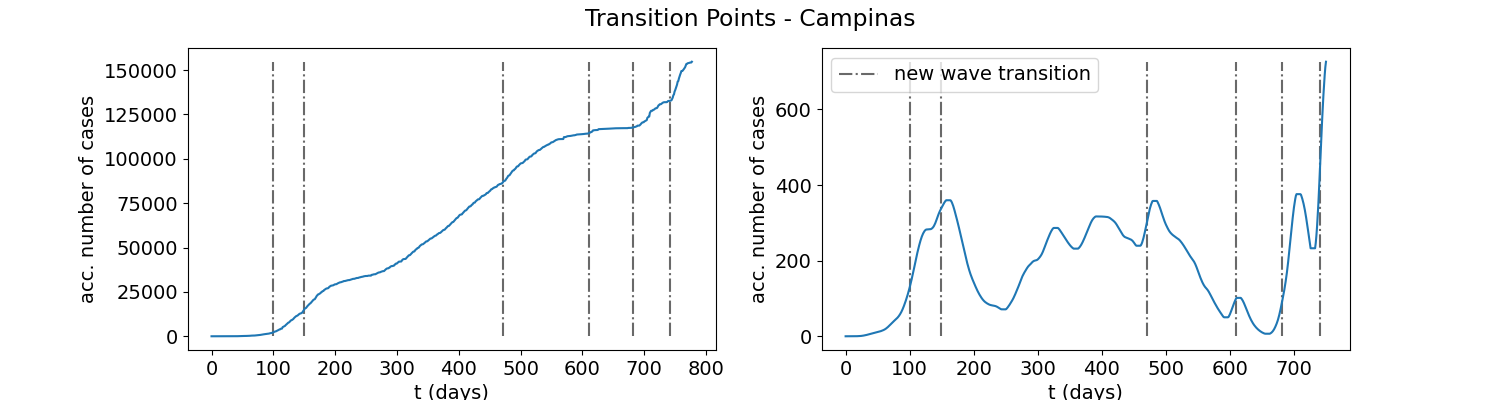 Transition Points - Campinas
acc. number of cases
150000
125000
100000
75000
50000
25000
0
0 100 200 300 400 500 600 700 800
t (days)
acc. number of cases
new wave transition
600
400
200
0
0 100 200 300 400 500 600 700
t (days)